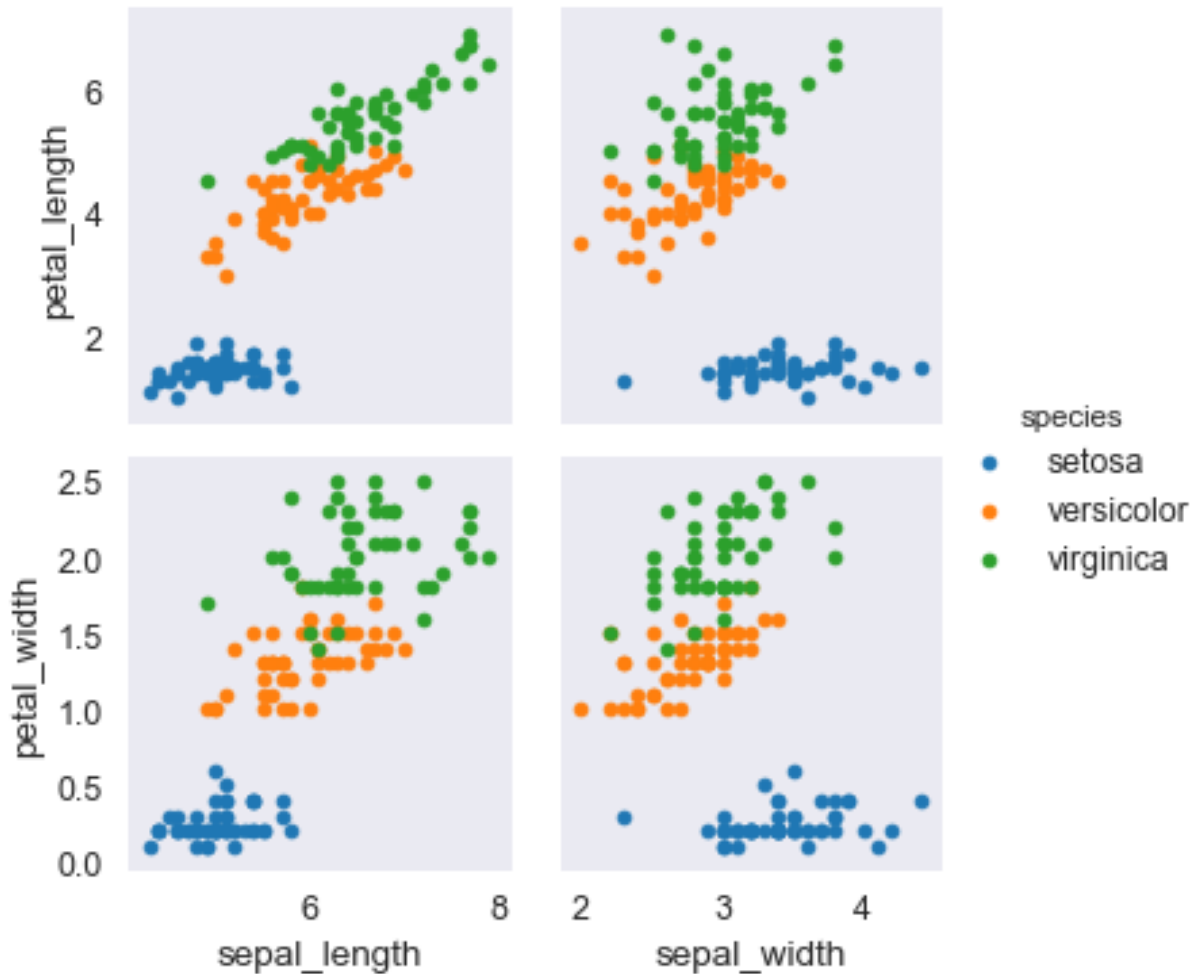 petal_length
6
4
2
petal_width
2.5
2.0
1.5
1.0
0.5
0.0
6 8
sepal_length
2 3 4
sepal_width
species
setosa
versicolor
virginica